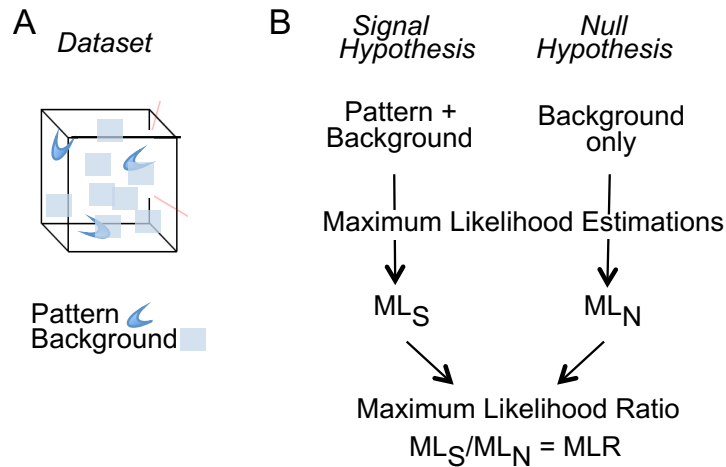 A
Dataset
Pattern
Background
B
Signal
Hypothesis
Null
Hypothesis
Pattern +
Background
Background
only
Maximum Likelihood Estimations
MLS
MLN
Maximum Likelihood Ratio
MLS/MLN = MLR